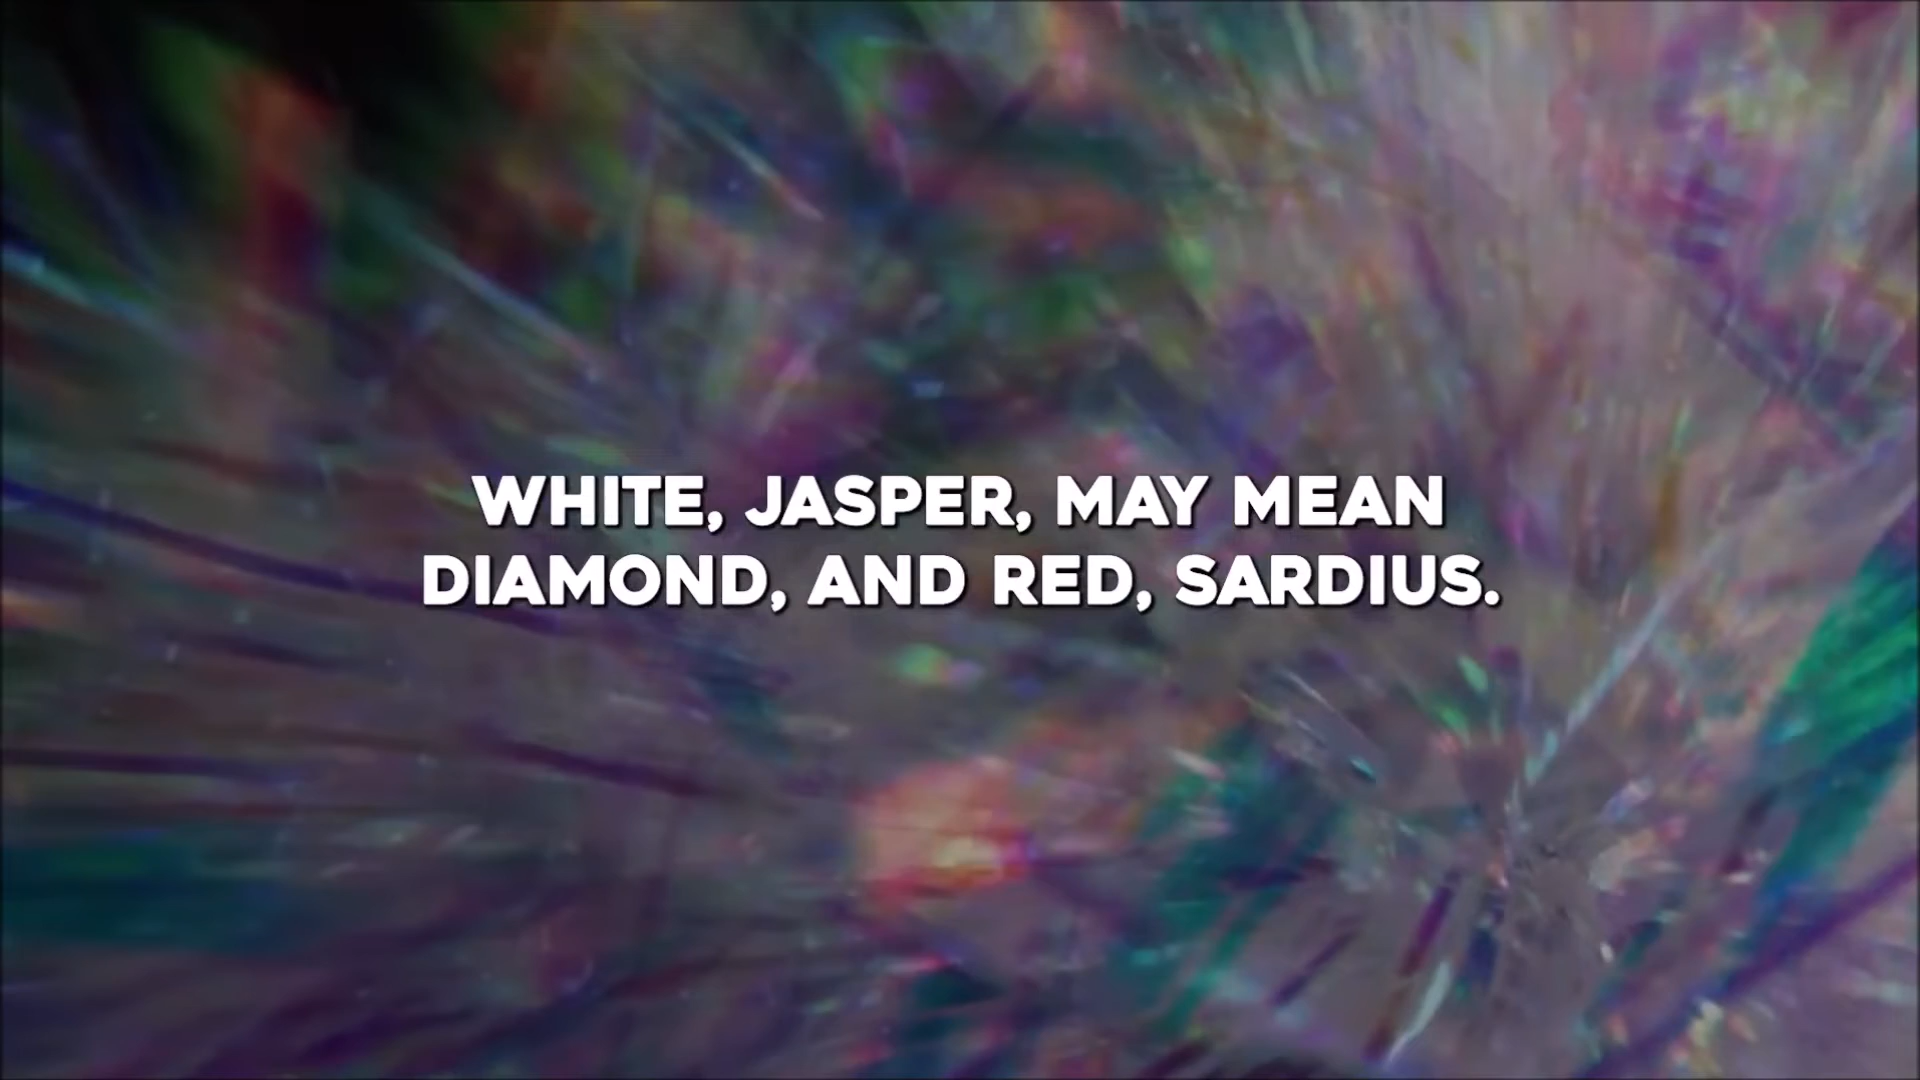 WHITE, JASPER, MAY MEAN
DIAMOND, AND RED, SARDIUS.